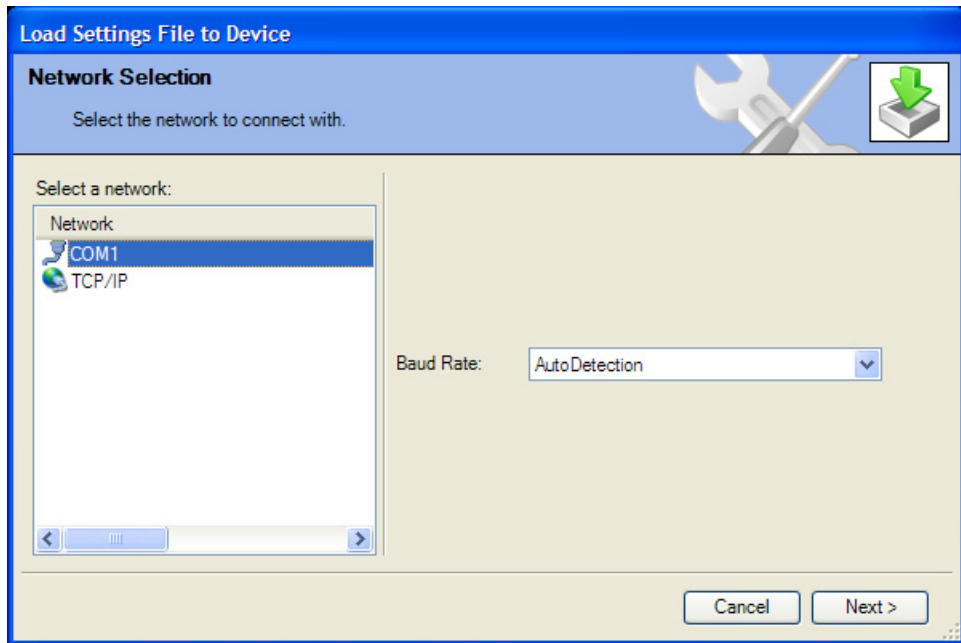 Load Settings File to Device
Network Selection
Select the network to connect with.
Select a network:
Network
COM1
TCP/IP
Baud Rate: AutoDetection
Cancel Next >